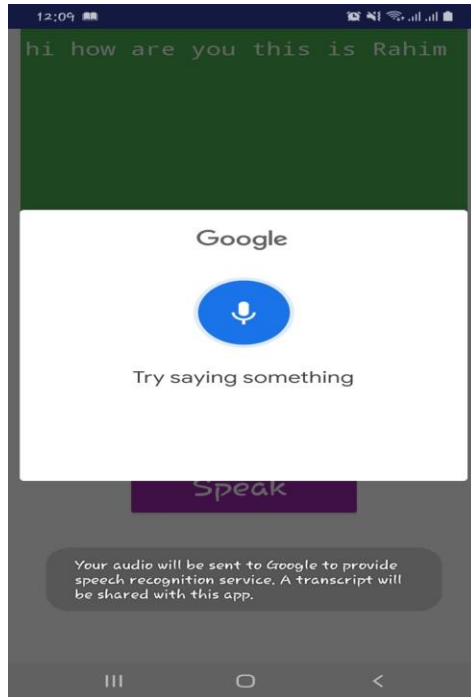 12:09
hi how are you this is Rahim
Google
Try saying something
Speak
Your audio will be sent to Google to provide
speech recognition service. A transcript will
be shared with this app.